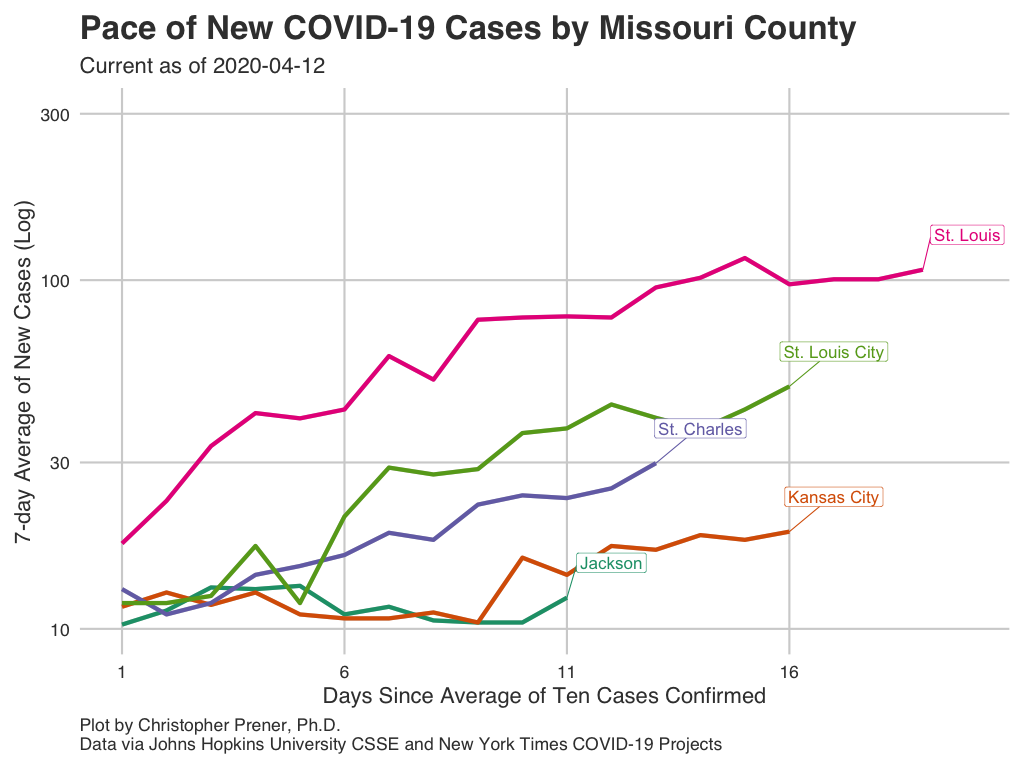 Pace of New COVID-19 Cases by Missouri County
Current as of 2020-04-12
300
100
30
10
7-day Average of New Cases (Log)
St. Louis
St. Louis City
St. Charles
Kansas City
Jackson
1
6
11
16
Days Since Average of Ten Cases Confirmed
Plot by Christopher Prener, Ph.D.
Data via Johns Hopkins University CSSE and New York Times COVID-19 Projects